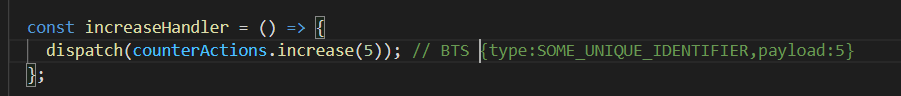 const increaseHandler = () => {
dispatch(counterActions.increase(5)); // BTS {type:SOME_UNIQUE_IDENTIFIER,payload:5}
};